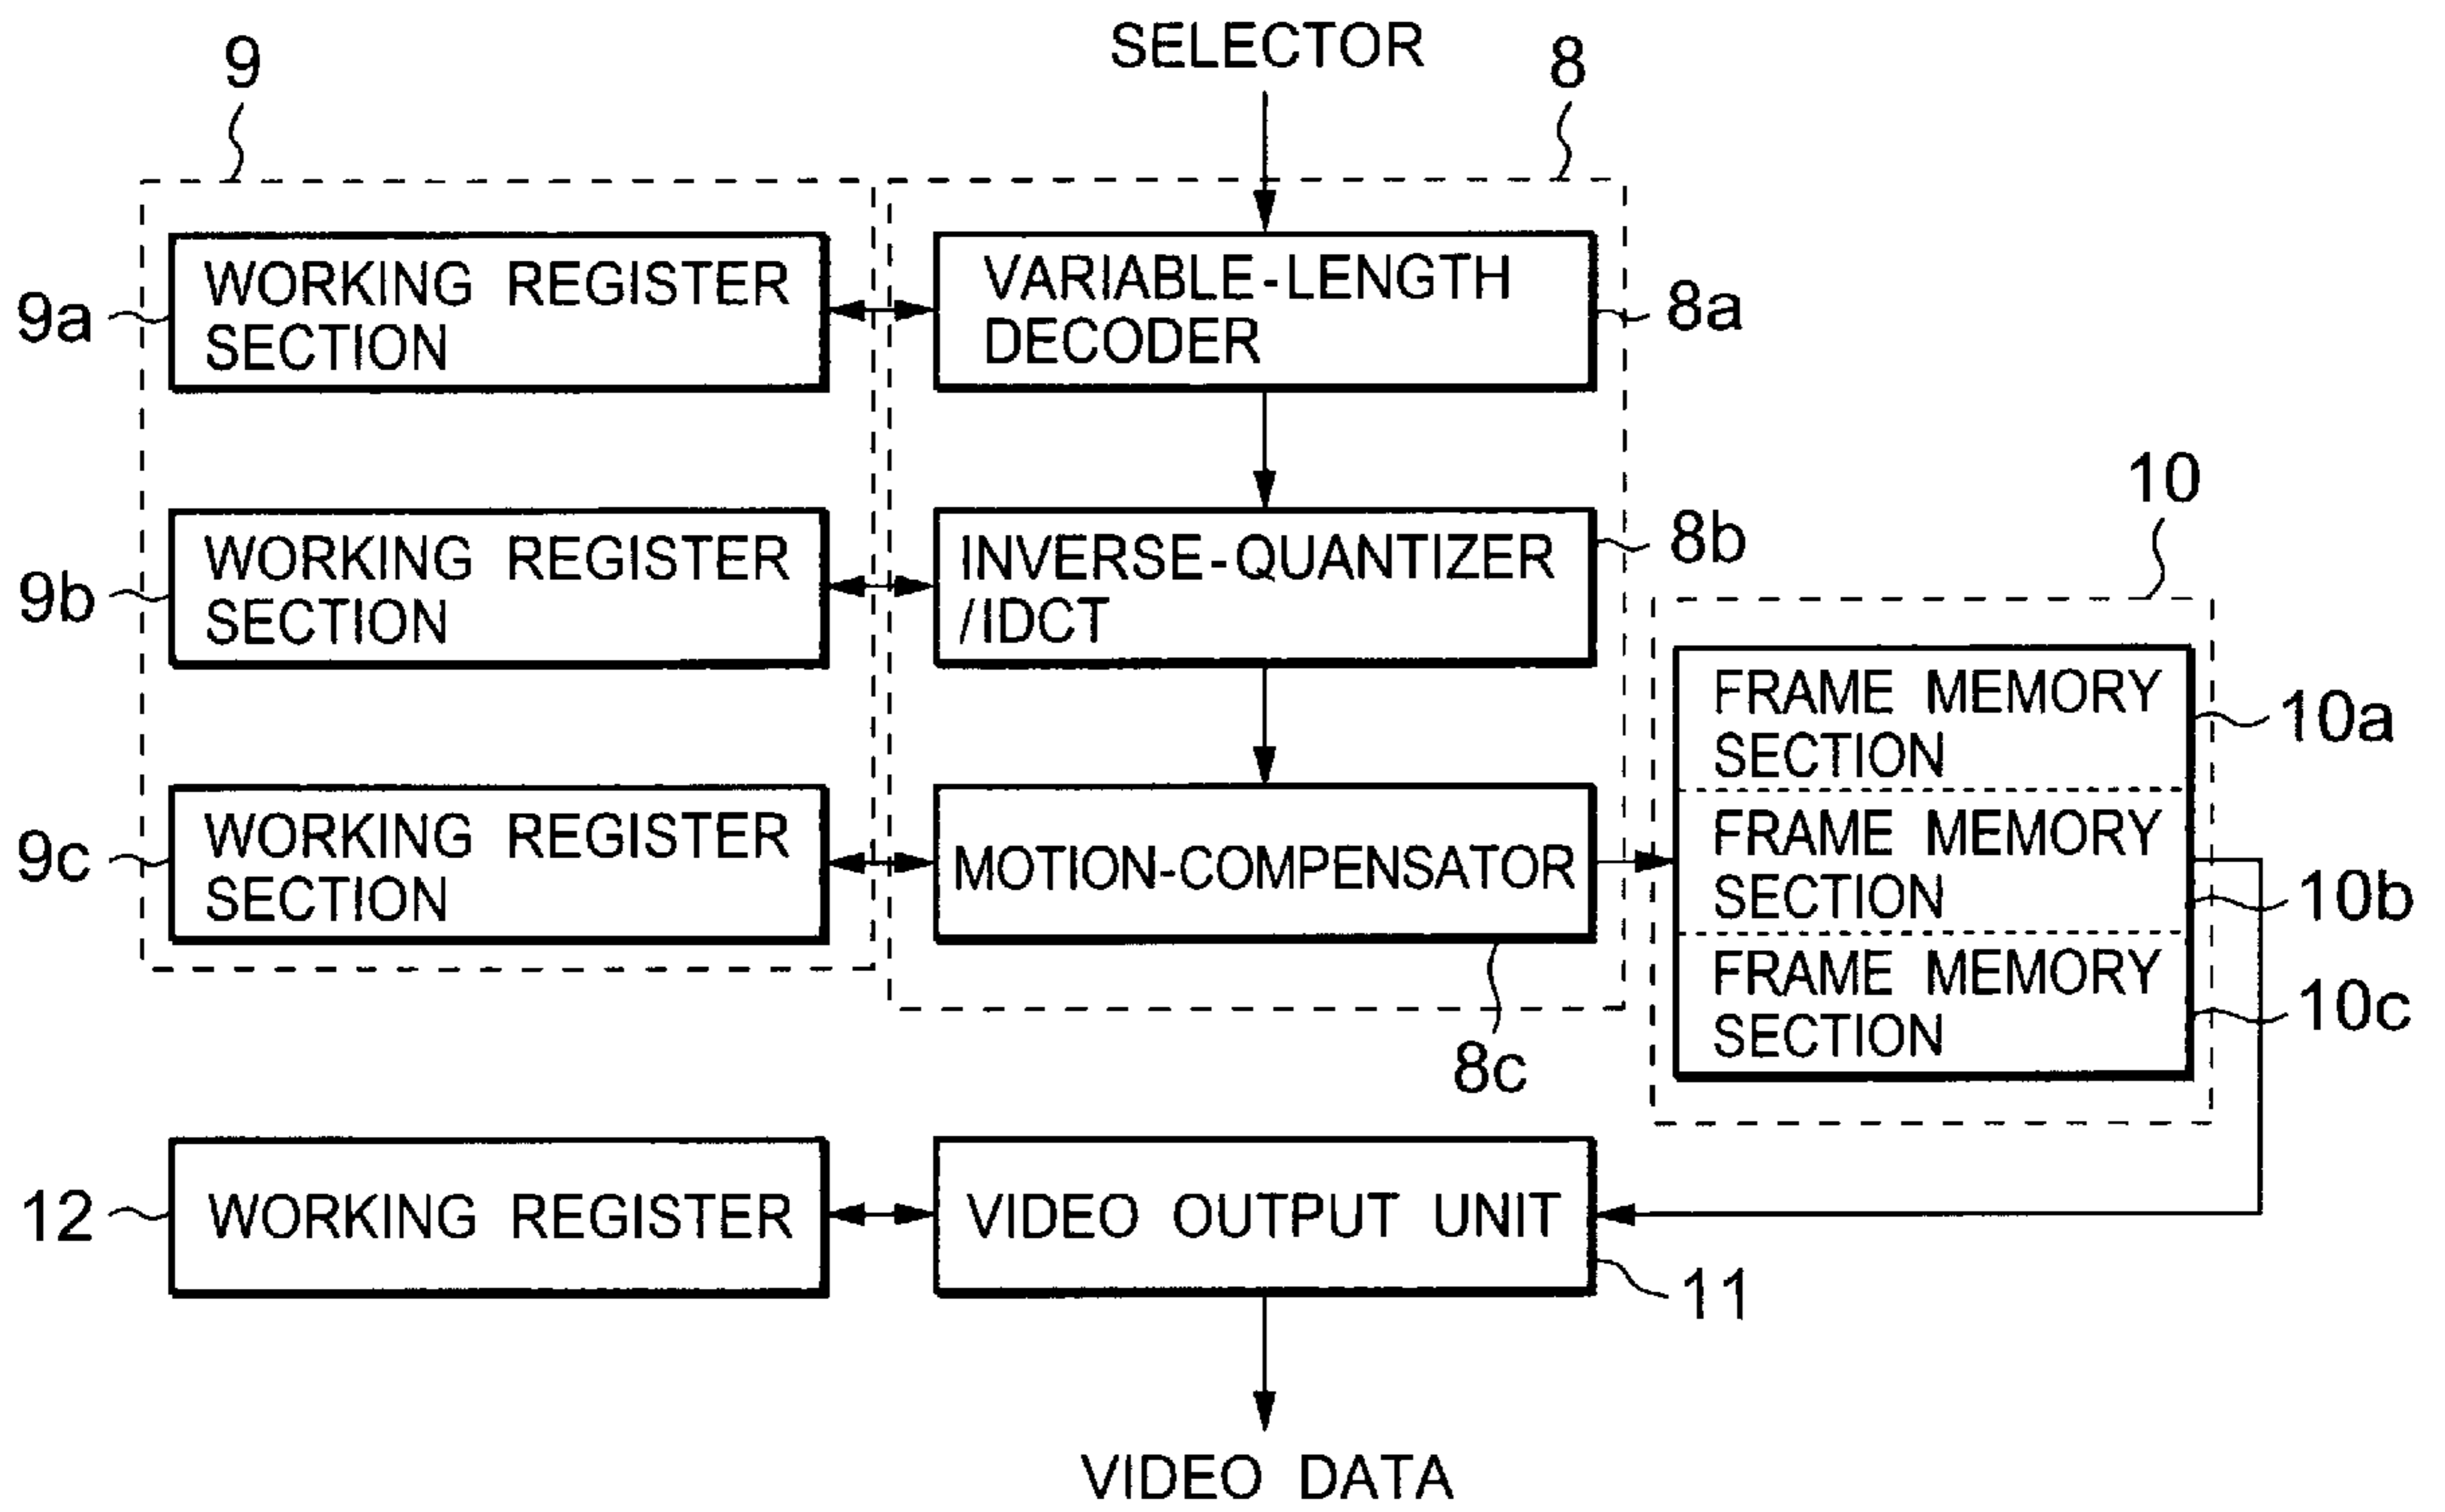 SELECTOR
9
8
WORKING REGISTER
SECTION
9a
VARIABLE-LENGTH
DECODER
8a
WORKING REGISTER
SECTION
9b
INVERSE-QUANTIZER
/IDCT
8b
10
WORKING REGISTER
SECTION
9c
MOTION-COMPENSATOR
8c
FRAME MEMORY
SECTION
10a
FRAME MEMORY
SECTION
10b
FRAME MEMORY
SECTION
10c
12
WORKING REGISTER
VIDEO OUTPUT UNIT
11
VIDEO DATA